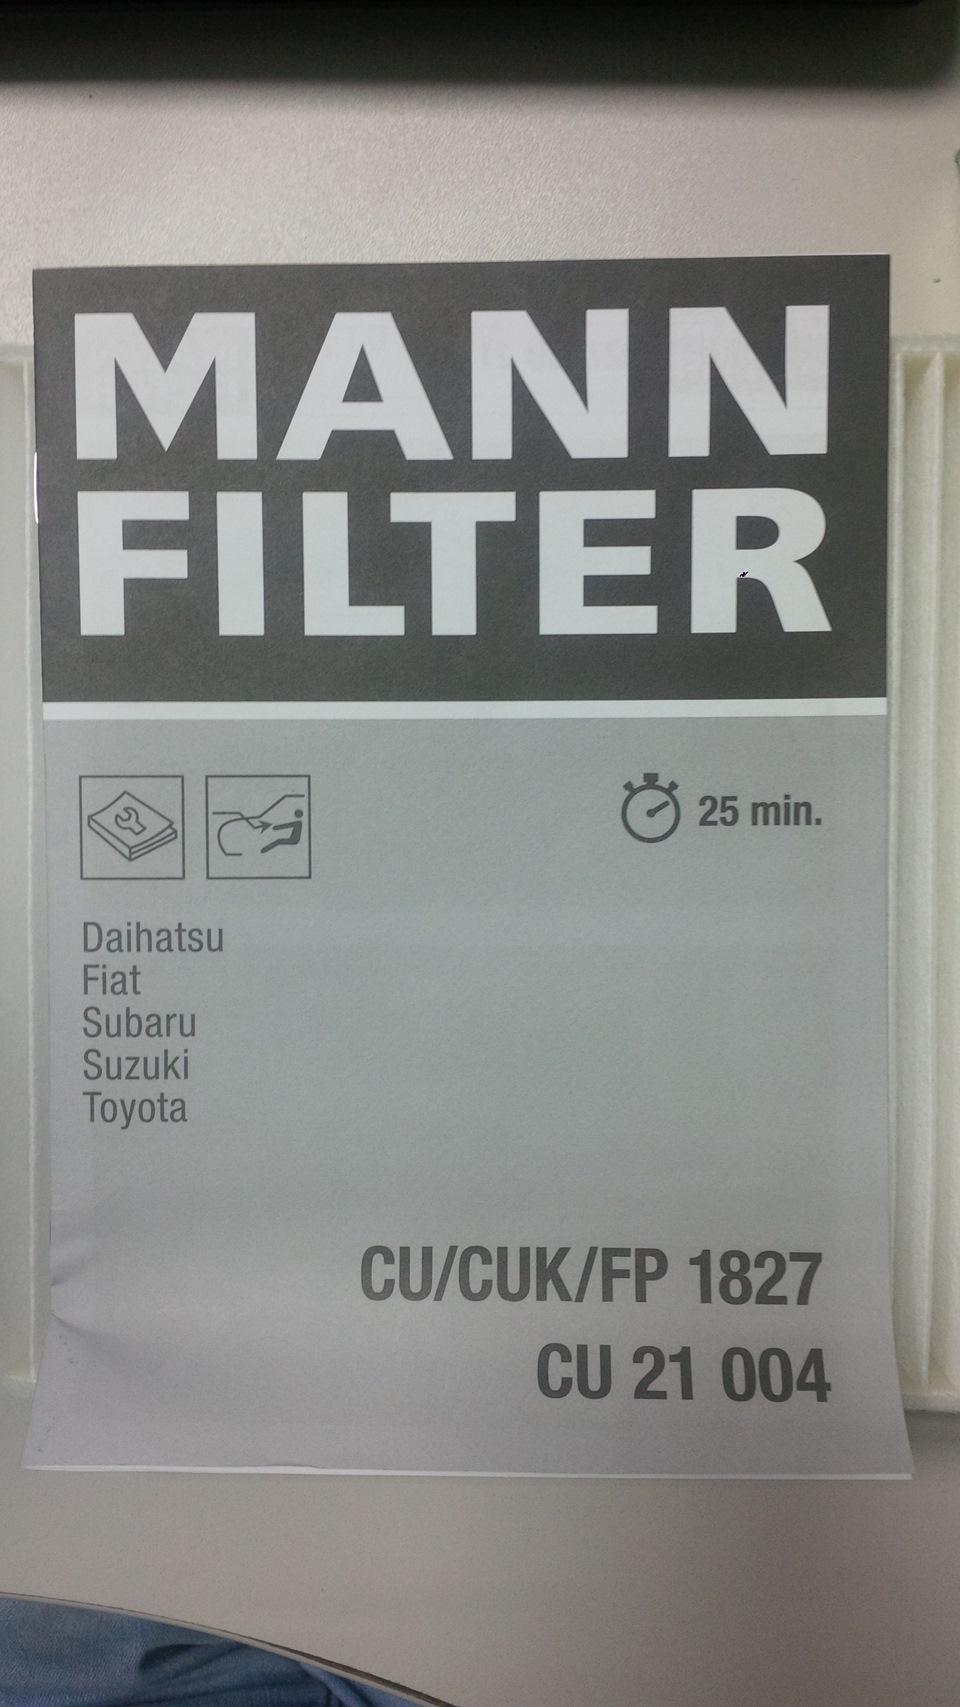 MANN
FILTER
25 min.
Daihatsu
Fiat
Subaru
Suzuki
Toyota
CU/CUK/FP 1827
CU 21 004